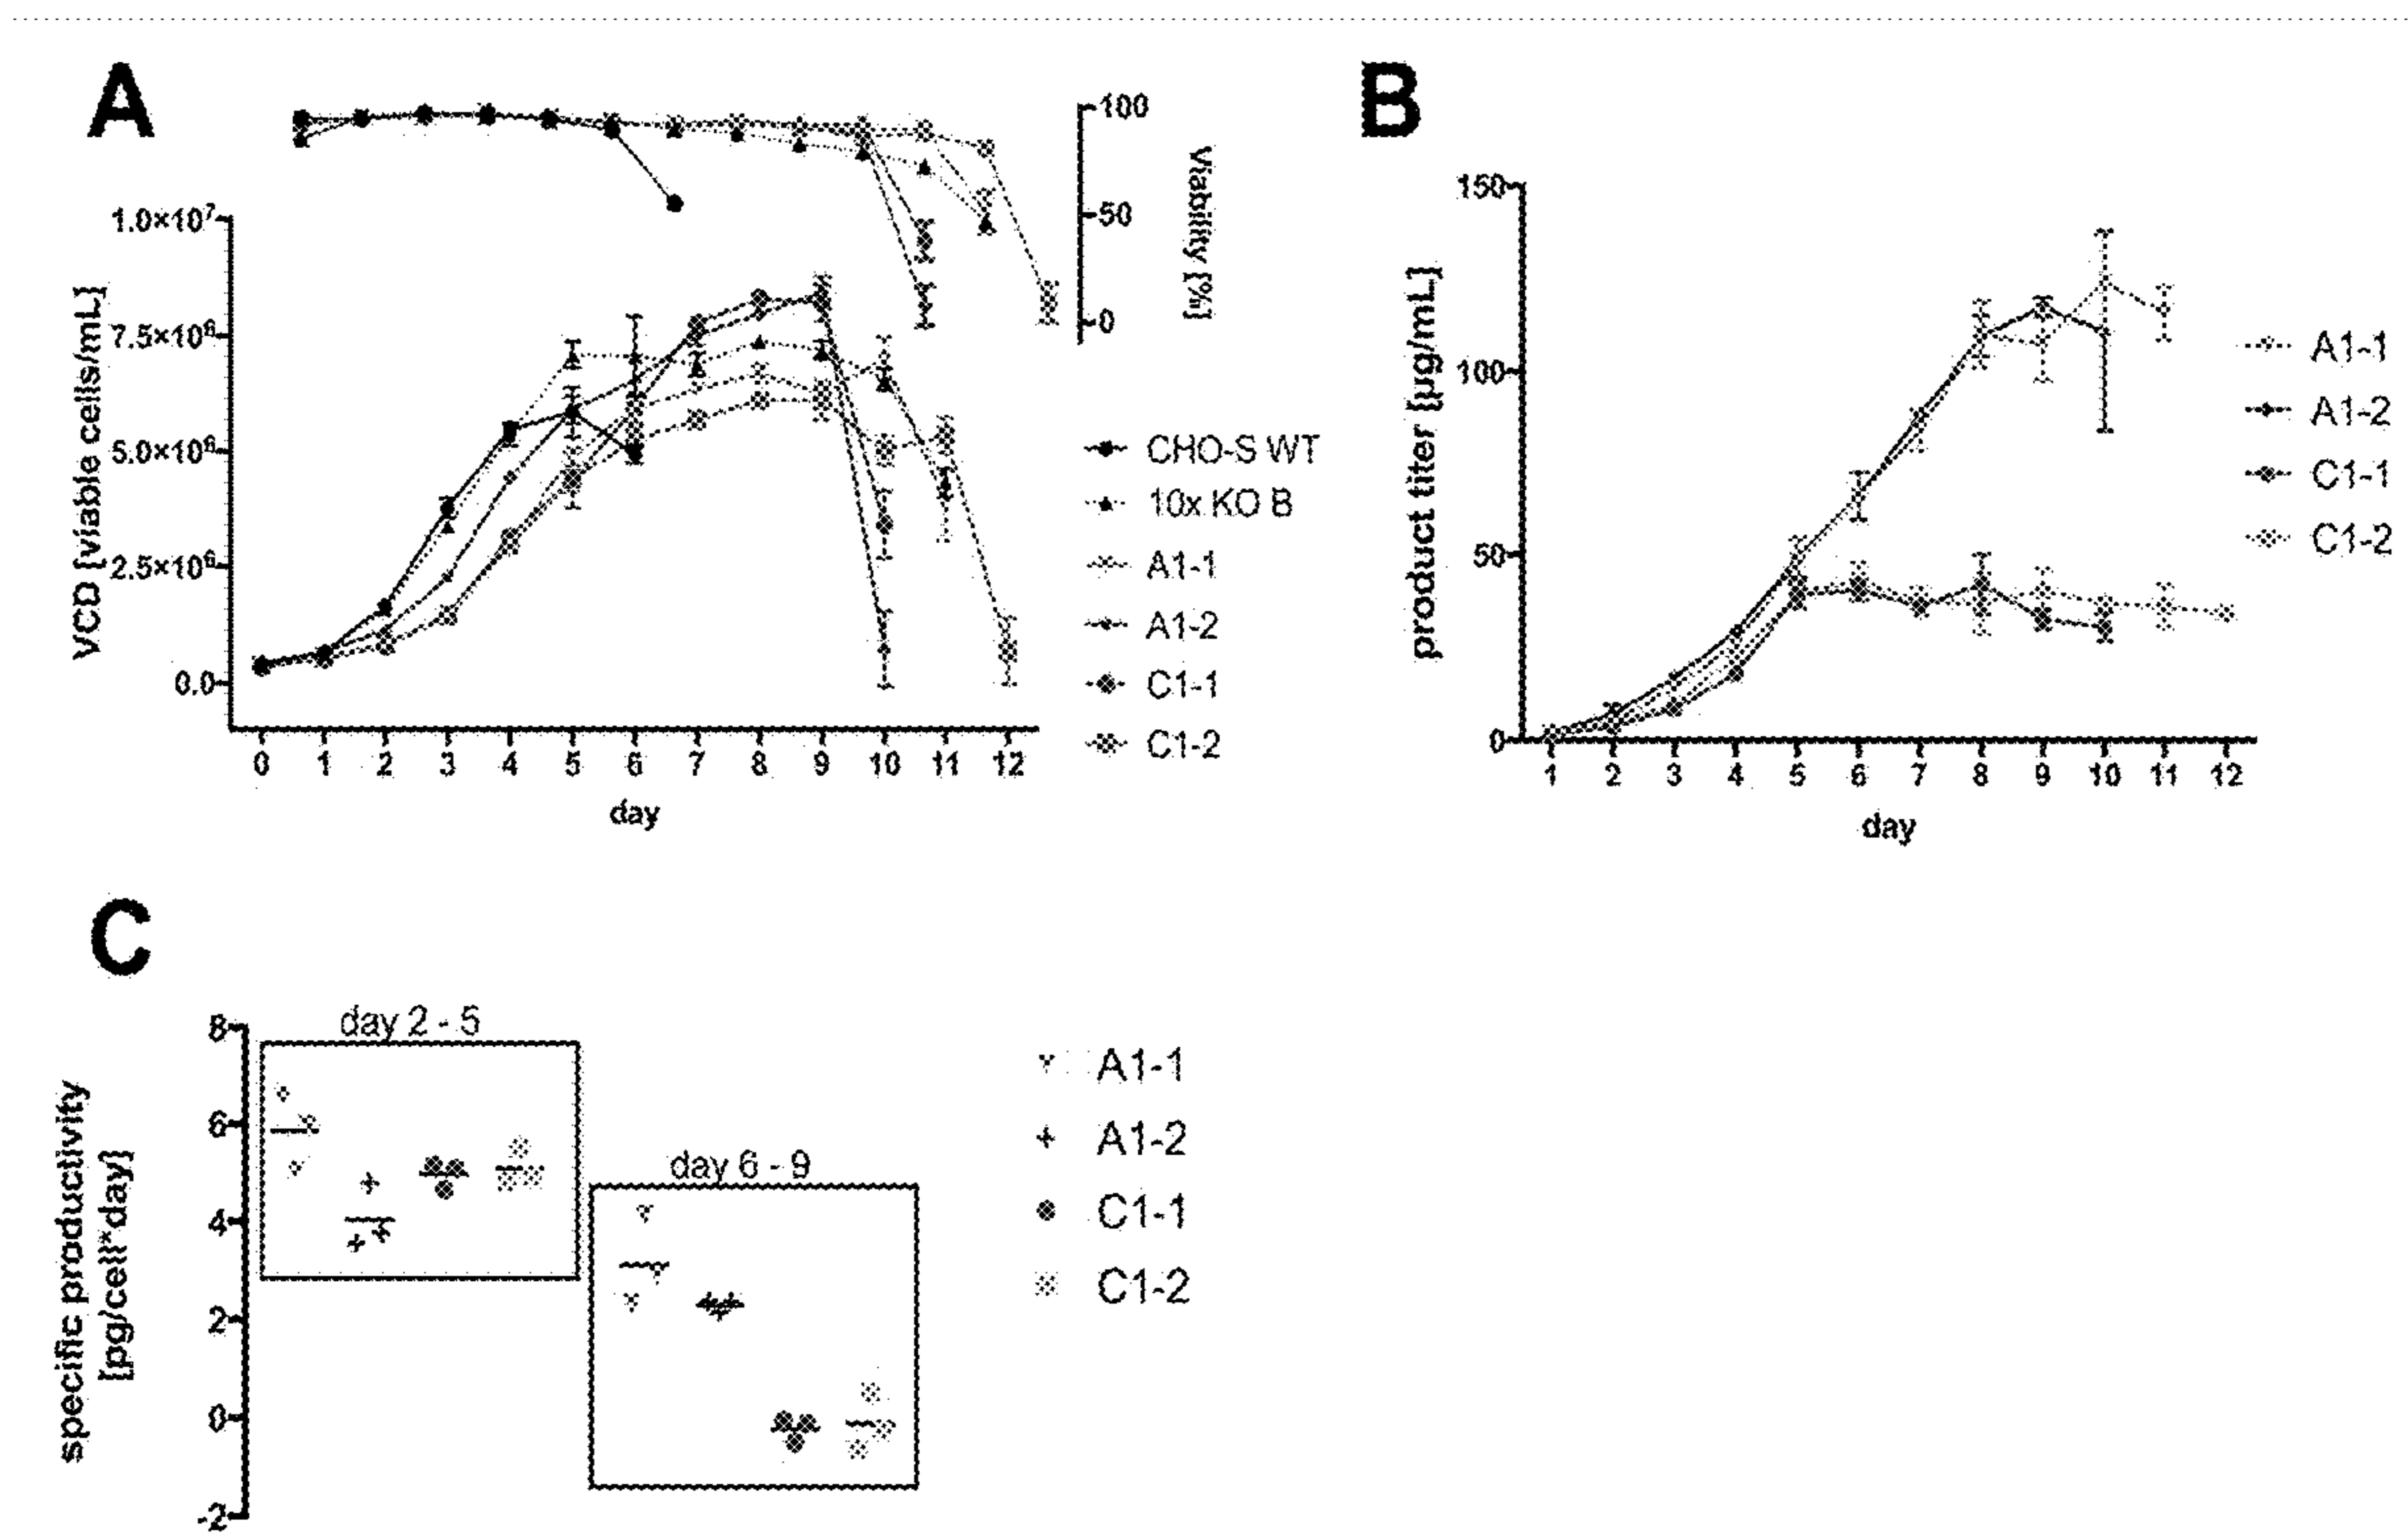 A
100
50
0
Viability [%]
1.0×10⁷
7.5×10⁶
5.0×10⁶
2.5×10⁶
0.0
VCD [viable cells/mL]
0 1 2 3 4 5 6 7 8 9 10 11 12
day
CHO-S WT
10x KO B
A1-1
A1-2
C1-1
C1-2
B
150
100
50
0
product titer [µg/mL]
1 2 3 4 5 6 7 8 9 10 11 12
day
A1-1
A1-2
C1-1
C1-2
C
8
6
4
2
0
-2
specific productivity
[pg/cell*day]
day 2 - 5
day 6 - 9
A1-1
A1-2
C1-1
C1-2